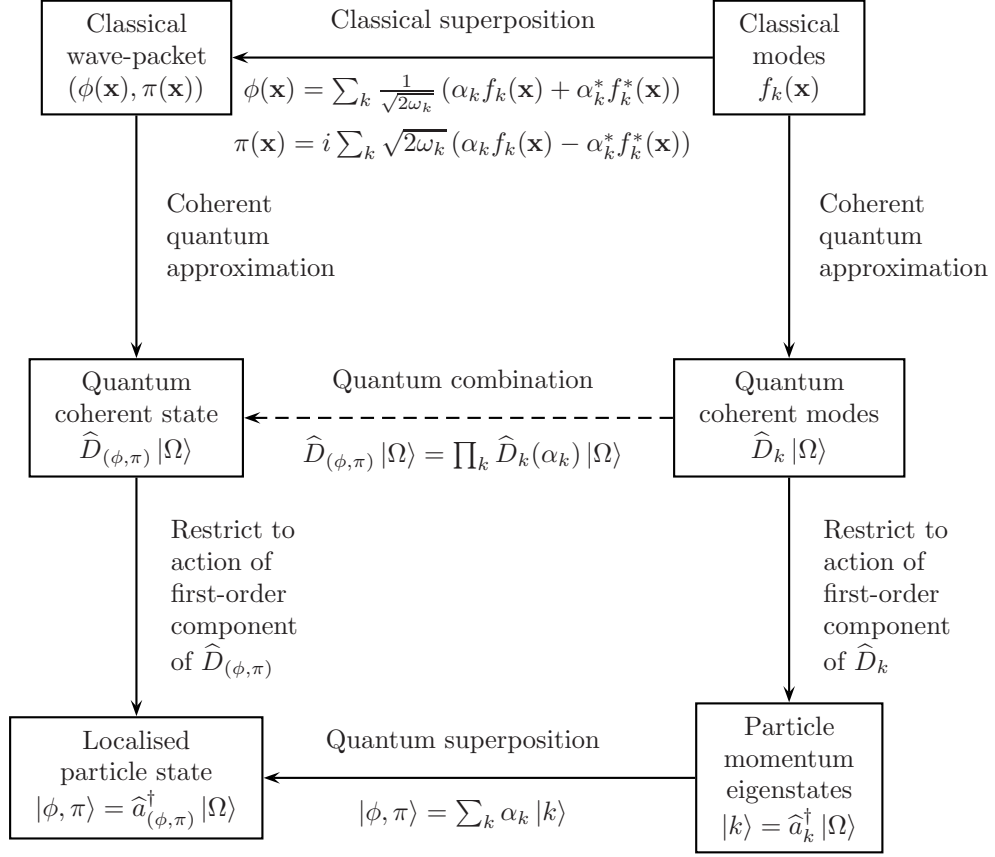 Classical
wave-packet
(ϕ(x), π(x))
Classical superposition
ϕ(x) = ∑_k 1/√(2ω_k) (α_k f_k(x) + α_k^* f_k^*(x))
π(x) = i ∑_k √(2ω_k) (α_k f_k(x) − α_k^* f_k^*(x))
Classical
modes
f_k(x)
Coherent
quantum
approximation
Coherent
quantum
approximation
Quantum
coherent state
D̂_(ϕ,π) |Ω⟩
Quantum combination
D̂_(ϕ,π) |Ω⟩ = ∏_k D̂_k(α_k) |Ω⟩
Quantum
coherent modes
D̂_k |Ω⟩
Restrict to
action of
first-order
component
of D̂_(ϕ,π)
Restrict to
action of
first-order
component
of D̂_k
Localised
particle state
|ϕ, π⟩ = â†_(ϕ,π) |Ω⟩
Quantum superposition
|ϕ, π⟩ = ∑_k α_k |k⟩
Particle
momentum
eigenstates
|k⟩ = â†_k |Ω⟩